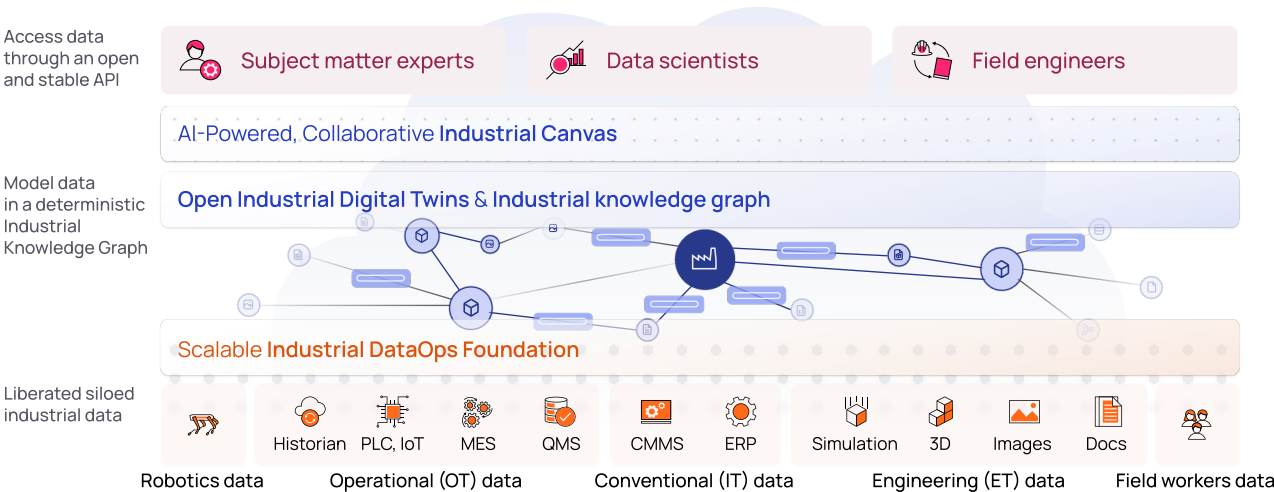 Access data
through an open
and stable API
Subject matter experts
Data scientists
Field engineers
AI-Powered, Collaborative Industrial Canvas
Model data
in a deterministic
Industrial
Knowledge Graph
Open Industrial Digital Twins & Industrial knowledge graph
Scalable Industrial DataOps Foundation
Liberated siloed
industrial data
Historian
PLC, IoT
MES
QMS
CMMS
ERP
Simulation
3D
Images
Docs
Robotics data
Operational (OT) data
Conventional (IT) data
Engineering (ET) data
Field workers data